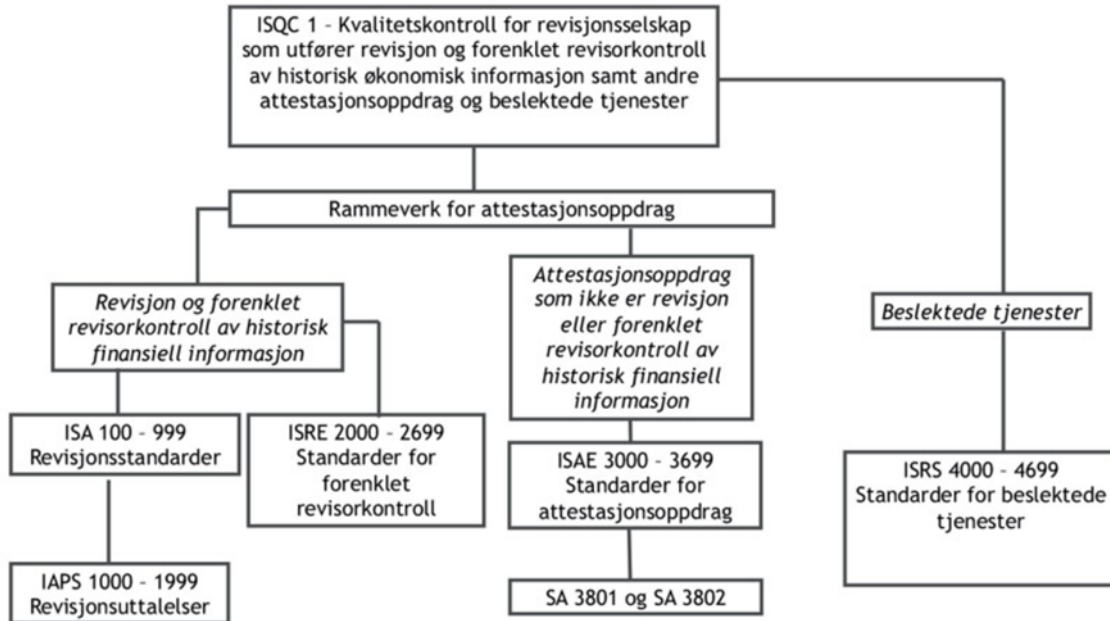 ISQC 1 – Kvalitetskontroll for revisjonsselskap
som utfører revisjon og forenklet revisorkontroll
av historisk økonomisk informasjon samt andre
attestasjonsoppdrag og beslektede tjenester
Rammeverk for attestasjonsoppdrag
Revisjon og forenklet
revisorkontroll av historisk
finansiell informasjon
Attestasjonsoppdrag
som ikke er revisjon
eller forenklet
revisorkontroll av
historisk finansiell
informasjon
Beslektede tjenester
ISA 100 – 999
Revisjonsstandarder
ISRE 2000 – 2699
Standarder for
forenklet
revisorkontroll
ISAE 3000 – 3699
Standarder for
attestasjonsoppdrag
ISRS 4000 – 4699
Standarder for beslektede
tjenester
IAPS 1000 – 1999
Revisjonsuttalelser
SA 3801 og SA 3802